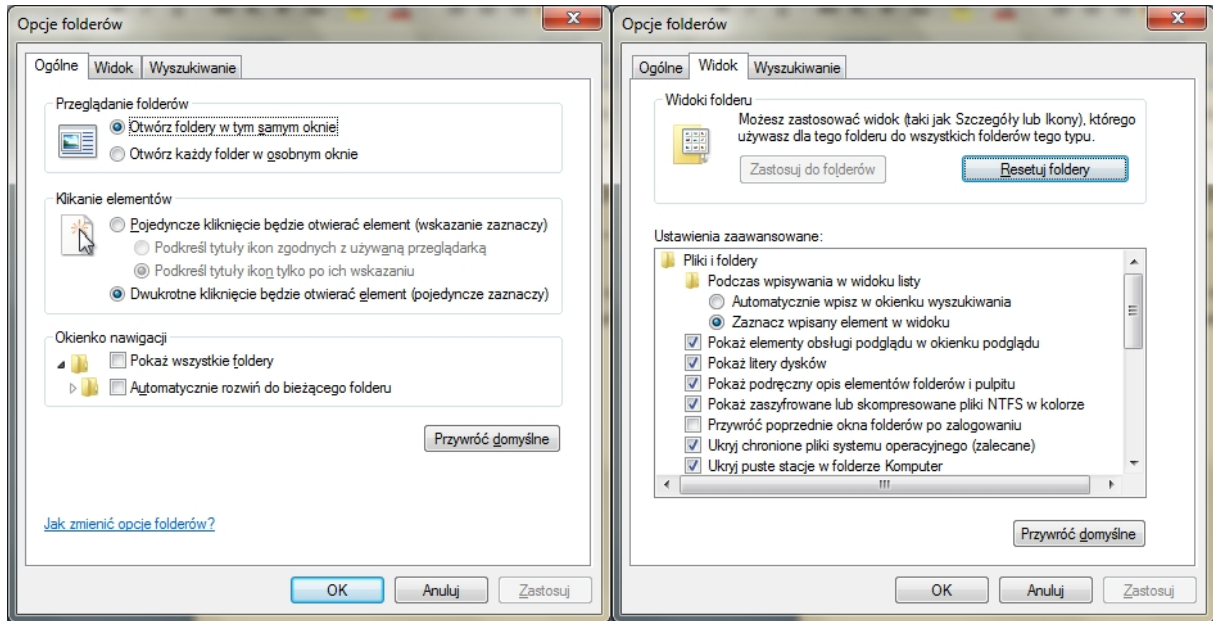 Opcje folderów
Ogólne Widok Wyszukiwanie
Przeglądanie folderów
Otwórz foldery w tym samym oknie
Otwórz każdy folder w osobnym oknie
Klikanie elementów
Pojedyncze kliknięcie będzie otwierać element (wskazanie zaznaczy)
Podkreśl tytuły ikon zgodnych z używaną przeglądarką
Podkreśl tytuły ikon tylko po ich wskazaniu
Dwukrotne kliknięcie będzie otwierać element (pojedyncze zaznaczy)
Okienko nawigacji
Pokaż wszystkie foldery
Automatycznie rozwiń do bieżącego folderu
Przywróć domyślne
Jak zmienić opcje folderów?
OK Anuluj Zastosuj
Opcje folderów
Ogólne Widok Wyszukiwanie
Widoki folderu
Możesz zastosować widok (taki jak Szczegóły lub Ikony), którego
używasz dla tego folderu do wszystkich folderów tego typu.
Zastosuj do folderów Resetuj foldery
Ustawienia zaawansowane:
Pliki i foldery
Podczas wpisywania w widoku listy
Automatycznie wpisz w okienku wyszukiwania
Zaznacz wpisany element w widoku
Pokaż elementy obsługi podglądu w okienku podglądu
Pokaż litery dysków
Pokaż podręczny opis elementów folderów i pulpitu
Pokaż zaszyfrowane lub skompresowane pliki NTFS w kolorze
Przywróć poprzednie okna folderów po zalogowaniu
Ukryj chronione pliki systemu operacyjnego (zalecane)
Ukryj puste stacje w folderze Komputer
Przywróć domyślne
OK Anuluj Zastosuj